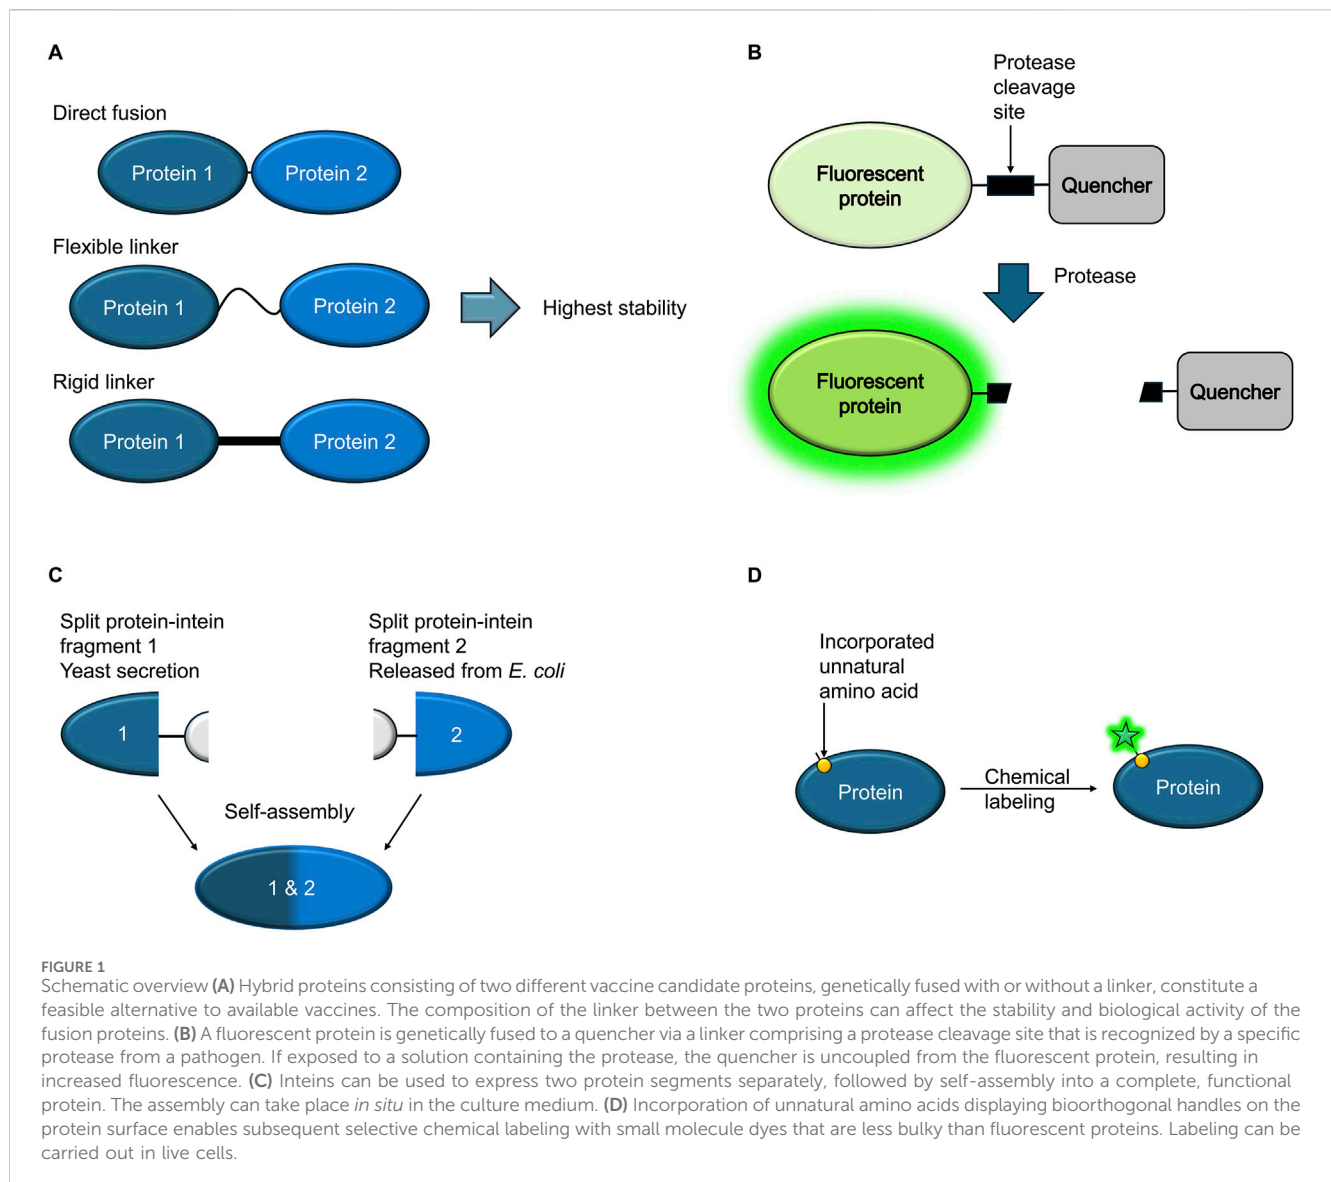 A
Direct fusion
Protein 1
Protein 2
Flexible linker
Protein 1
Protein 2
Highest stability
Rigid linker
Protein 1
Protein 2
B
Protease
cleavage
site
Fluorescent
protein
Quencher
Protease
Fluorescent
protein
Quencher
C
Split protein-intein
fragment 1
Yeast secretion
Split protein-intein
fragment 2
Released from E. coli
1
2
Self-assembly
1 & 2
D
Incorporated
unnatural
amino acid
Protein
Chemical
labeling
Protein
FIGURE 1
Schematic overview (A) Hybrid proteins consisting of two different vaccine candidate proteins, genetically fused with or without a linker, constitute a
feasible alternative to available vaccines. The composition of the linker between the two proteins can affect the stability and biological activity of the
fusion proteins. (B) A fluorescent protein is genetically fused to a quencher via a linker comprising a protease cleavage site that is recognized by a specific
protease from a pathogen. If exposed to a solution containing the protease, the quencher is uncoupled from the fluorescent protein, resulting in
increased fluorescence. (C) Inteins can be used to express two protein segments separately, followed by self-assembly into a complete, functional
protein. The assembly can take place in situ in the culture medium. (D) Incorporation of unnatural amino acids displaying bioorthogonal handles on the
protein surface enables subsequent selective chemical labeling with small molecule dyes that are less bulky than fluorescent proteins. Labeling can be
carried out in live cells.